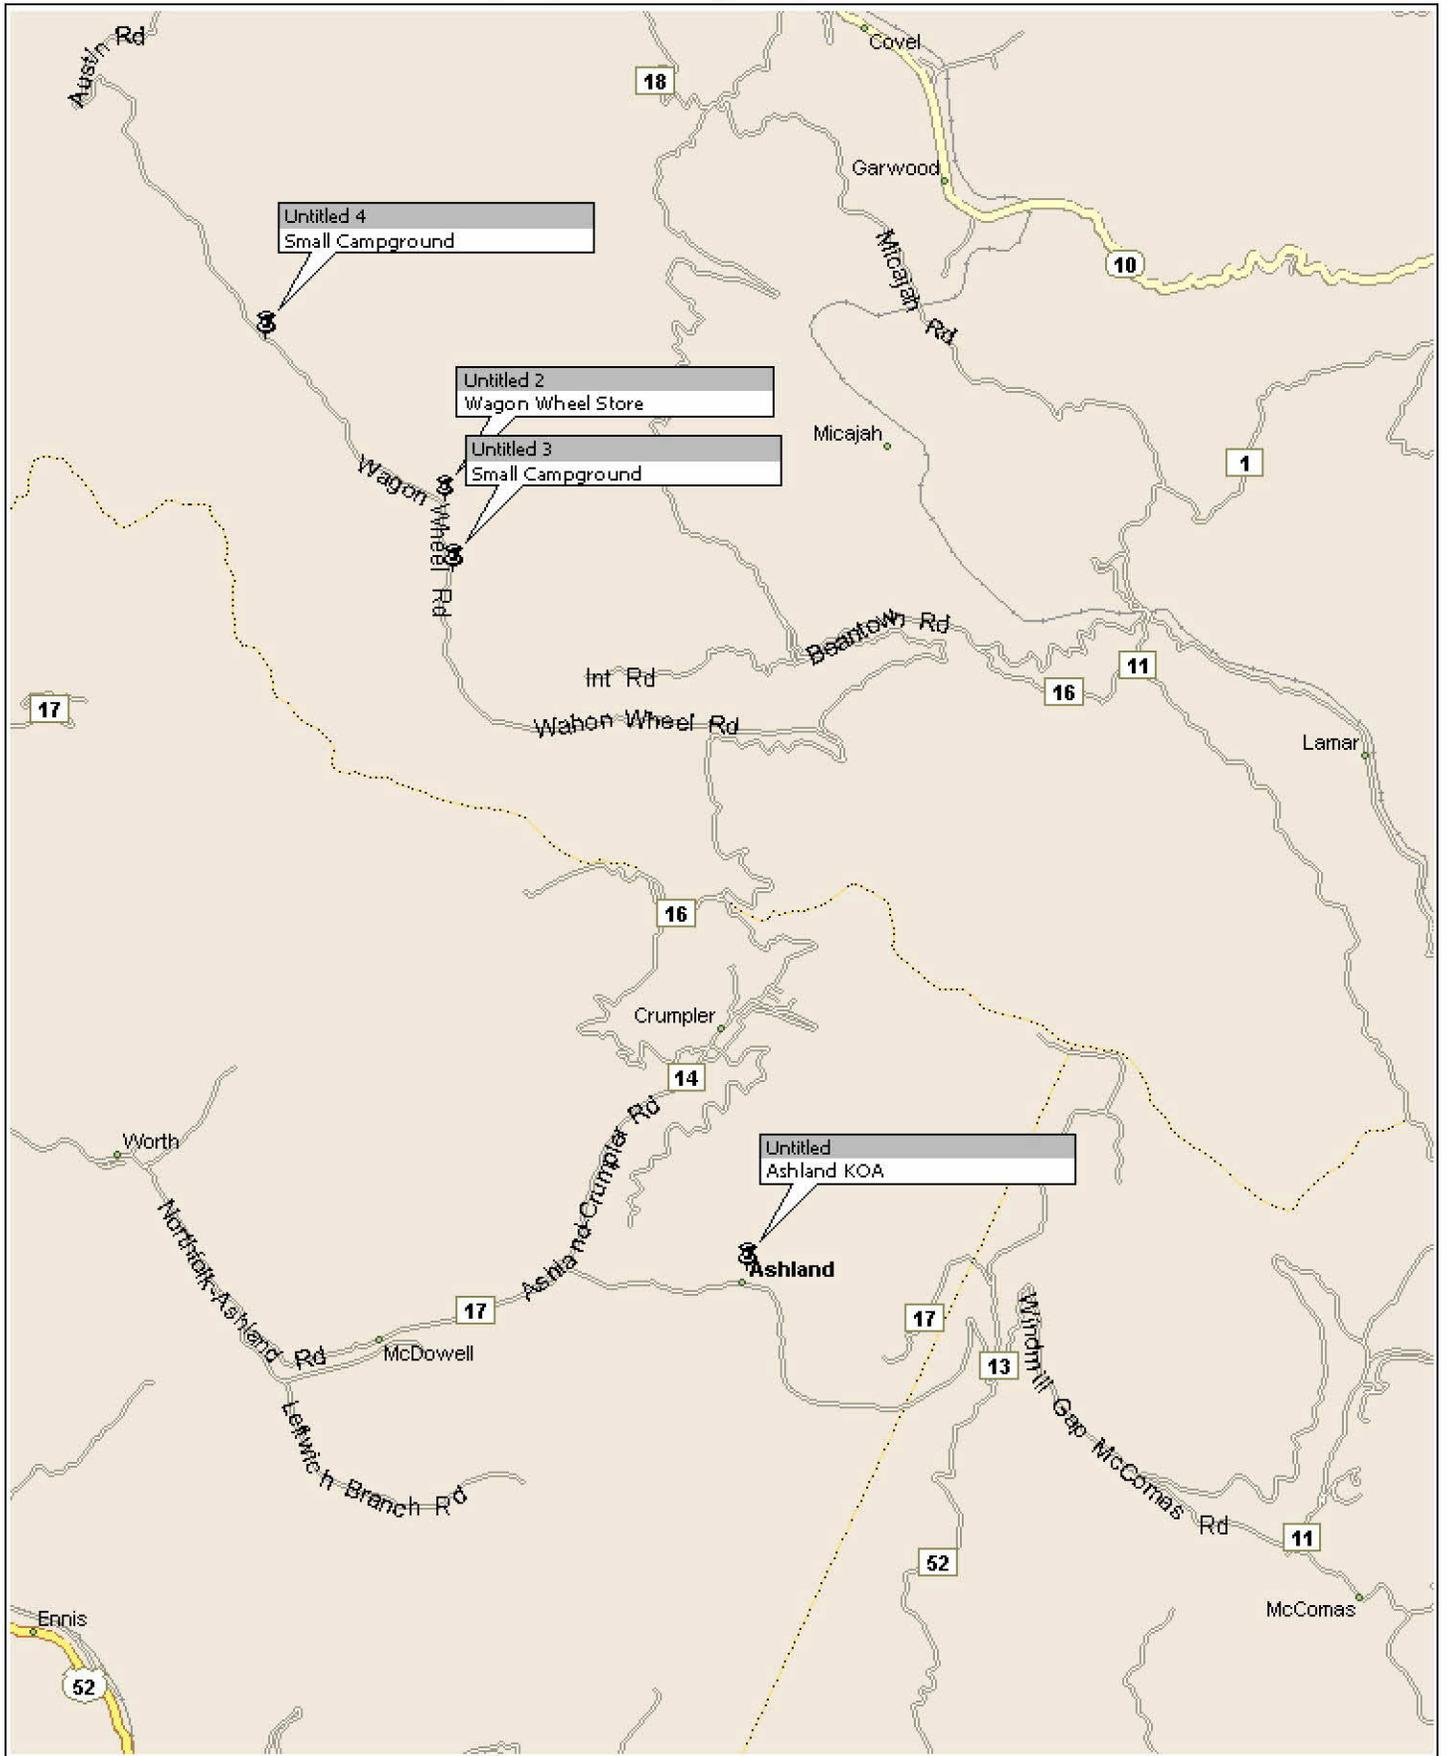 Austin Rd
18
Covel
Garwood
Untitled 4
Small Campground
Micajah Rd
10
Untitled 2
Wagon Wheel Store
Micajah
Untitled 3
Small Campground
1
Wagon Wheel Rd
Beantown Rd
Int Rd
11
16
17
Wahon Wheel Rd
Lamar
16
Crumpler
14
Ashland-Crumpler Rd
Worth
Untitled
Ashland KOA
Northfolk-Ashland Rd
Ashland
17
17
McDowell
13
Windmill Gap McComas Rd
Leftwich Branch Rd
11
52
McComas
Ennis
52